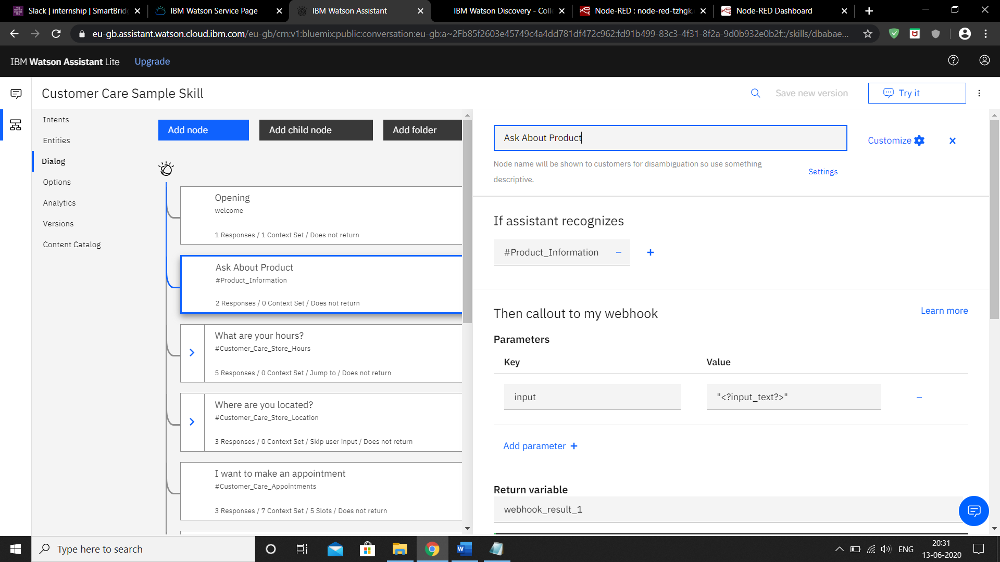 Slack | internship | SmartBridg
IBM Watson Service Page
IBM Watson Assistant
IBM Watson Discovery - Coll
Node-RED : node-red-tzhgk.
Node-RED Dashboard
eu-gb.assistant.watson.cloud.ibm.com/eu-gb/crn:v1:bluemix:public:conversation:eu-gb:a~2Fb85f2603e45749c4a4dd781df472c962:fd91b499-83c3-4f31-8f2a-9d0b932e0b2f::/skills/dbabae...
IBM Watson Assistant Lite
Upgrade
Customer Care Sample Skill
Save new version
Try it
Intents
Entities
Dialog
Options
Analytics
Versions
Content Catalog
Add node
Add child node
Add folder
Opening
welcome
1 Responses / 1 Context Set / Does not return
Ask About Product
#Product_Information
2 Responses / 0 Context Set / Does not return
What are your hours?
#Customer_Care_Store_Hours
5 Responses / 0 Context Set / Jump to / Does not return
Where are you located?
#Customer_Care_Store_Location
3 Responses / 0 Context Set / Skip user input / Does not return
I want to make an appointment
#Customer_Care_Appointments
3 Responses / 7 Context Set / 5 Slots / Does not return
Ask About Product
Customize
Node name will be shown to customers for disambiguation so use something
descriptive.
Settings
If assistant recognizes
#Product_Information
Then callout to my webhook
Learn more
Parameters
Key
Value
input
"<?input_text?>"
Add parameter
Return variable
webhook_result_1
Type here to search
ENG
20:31
13-06-2020